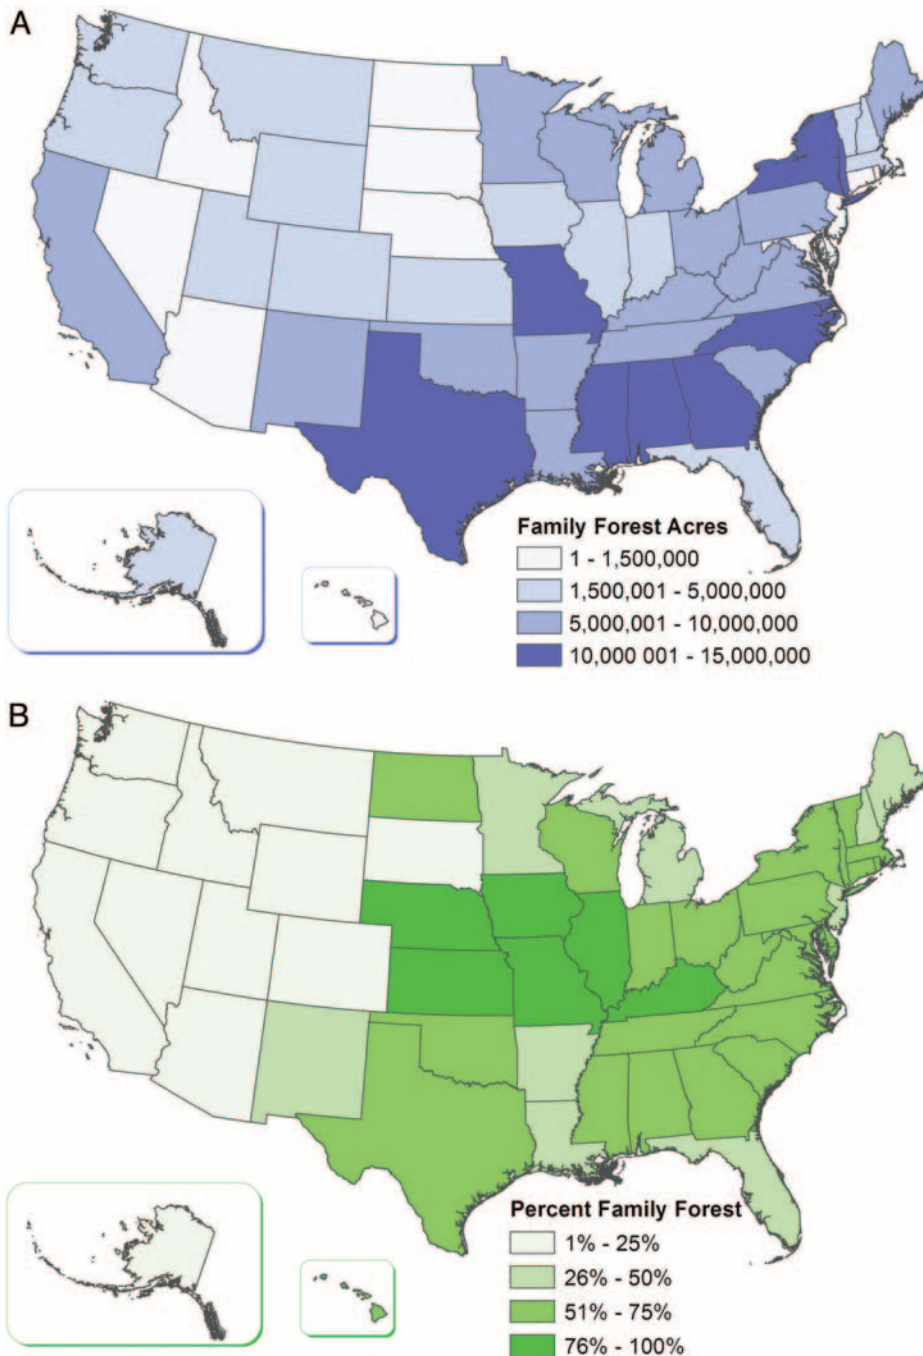 A
Family Forest Acres
1 - 1,500,000
1,500,001 - 5,000,000
5,000,001 - 10,000,000
10,000 001 - 15,000,000
B
Percent Family Forest
1% - 25%
26% - 50%
51% - 75%
76% - 100%